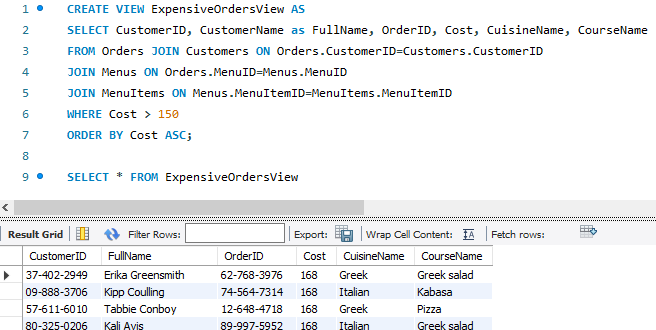 1 CREATE VIEW ExpensiveOrdersView AS
2 SELECT CustomerID, CustomerName as FullName, OrderID, Cost, CuisineName, CourseName
3 FROM Orders JOIN Customers ON Orders.CustomerID=Customers.CustomerID
4 JOIN Menus ON Orders.MenuID=Menus.MenuID
5 JOIN MenuItems ON Menus.MenuItemID=MenuItems.MenuItemID
6 WHERE Cost > 150
7 ORDER BY Cost ASC;
8
9 SELECT * FROM ExpensiveOrdersView
Result Grid Filter Rows: Export: Wrap Cell Content: Fetch rows:
CustomerID FullName OrderID Cost CuisineName CourseName
37-402-2949 Erika Greensmith 62-768-3976 168 Greek Greek salad
09-888-3706 Kipp Coulling 74-564-7314 168 Italian Kabasa
57-611-6010 Tabbie Conboy 12-648-4718 168 Greek Pizza
80-325-0206 Kali Avis 89-997-5952 168 Italian Greek salad